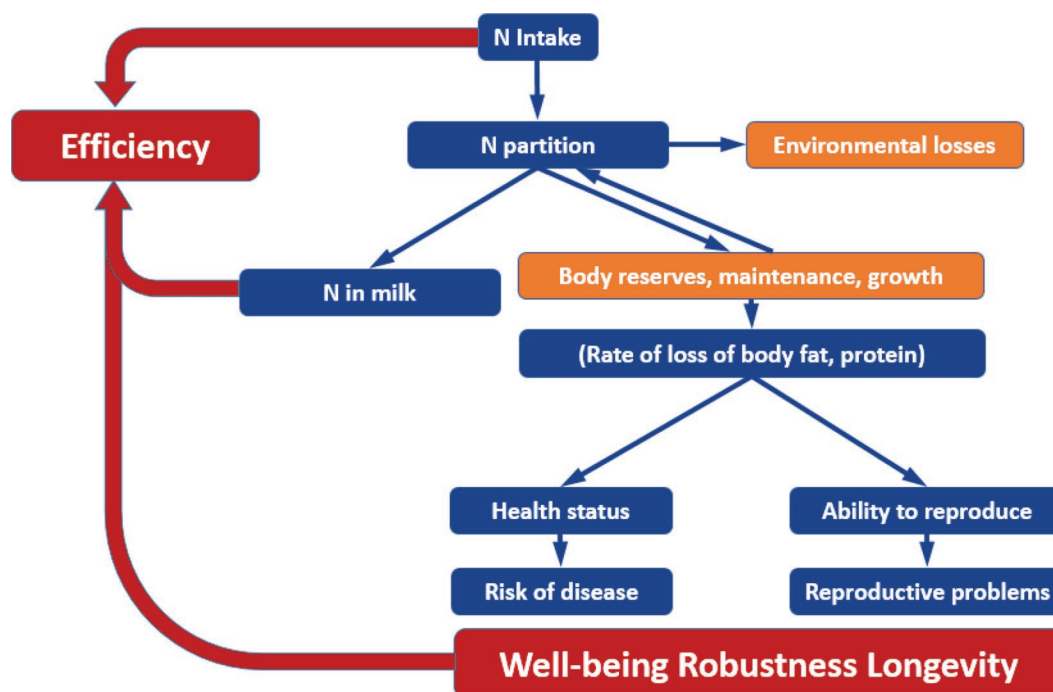 N Intake
Efficiency
N partition
Environmental losses
N in milk
Body reserves, maintenance, growth
(Rate of loss of body fat, protein)
Health status
Ability to reproduce
Risk of disease
Reproductive problems
Well-being Robustness Longevity